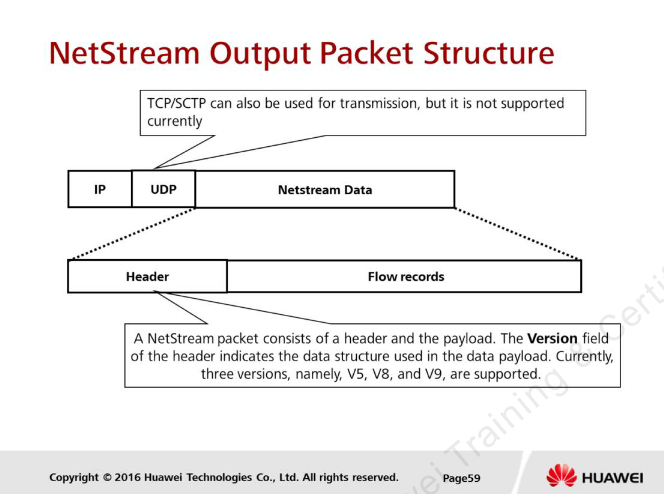 NetStream Output Packet Structure
TCP/SCTP can also be used for transmission, but it is not supported
currently
IP UDP Netstream Data
Header Flow records
A NetStream packet consists of a header and the payload. The Version field
of the header indicates the data structure used in the data payload. Currently,
three versions, namely, V5, V8, and V9, are supported.
ei Training & Certi
Copyright © 2016 Huawei Technologies Co., Ltd. All rights reserved. Page59
HUAWEI